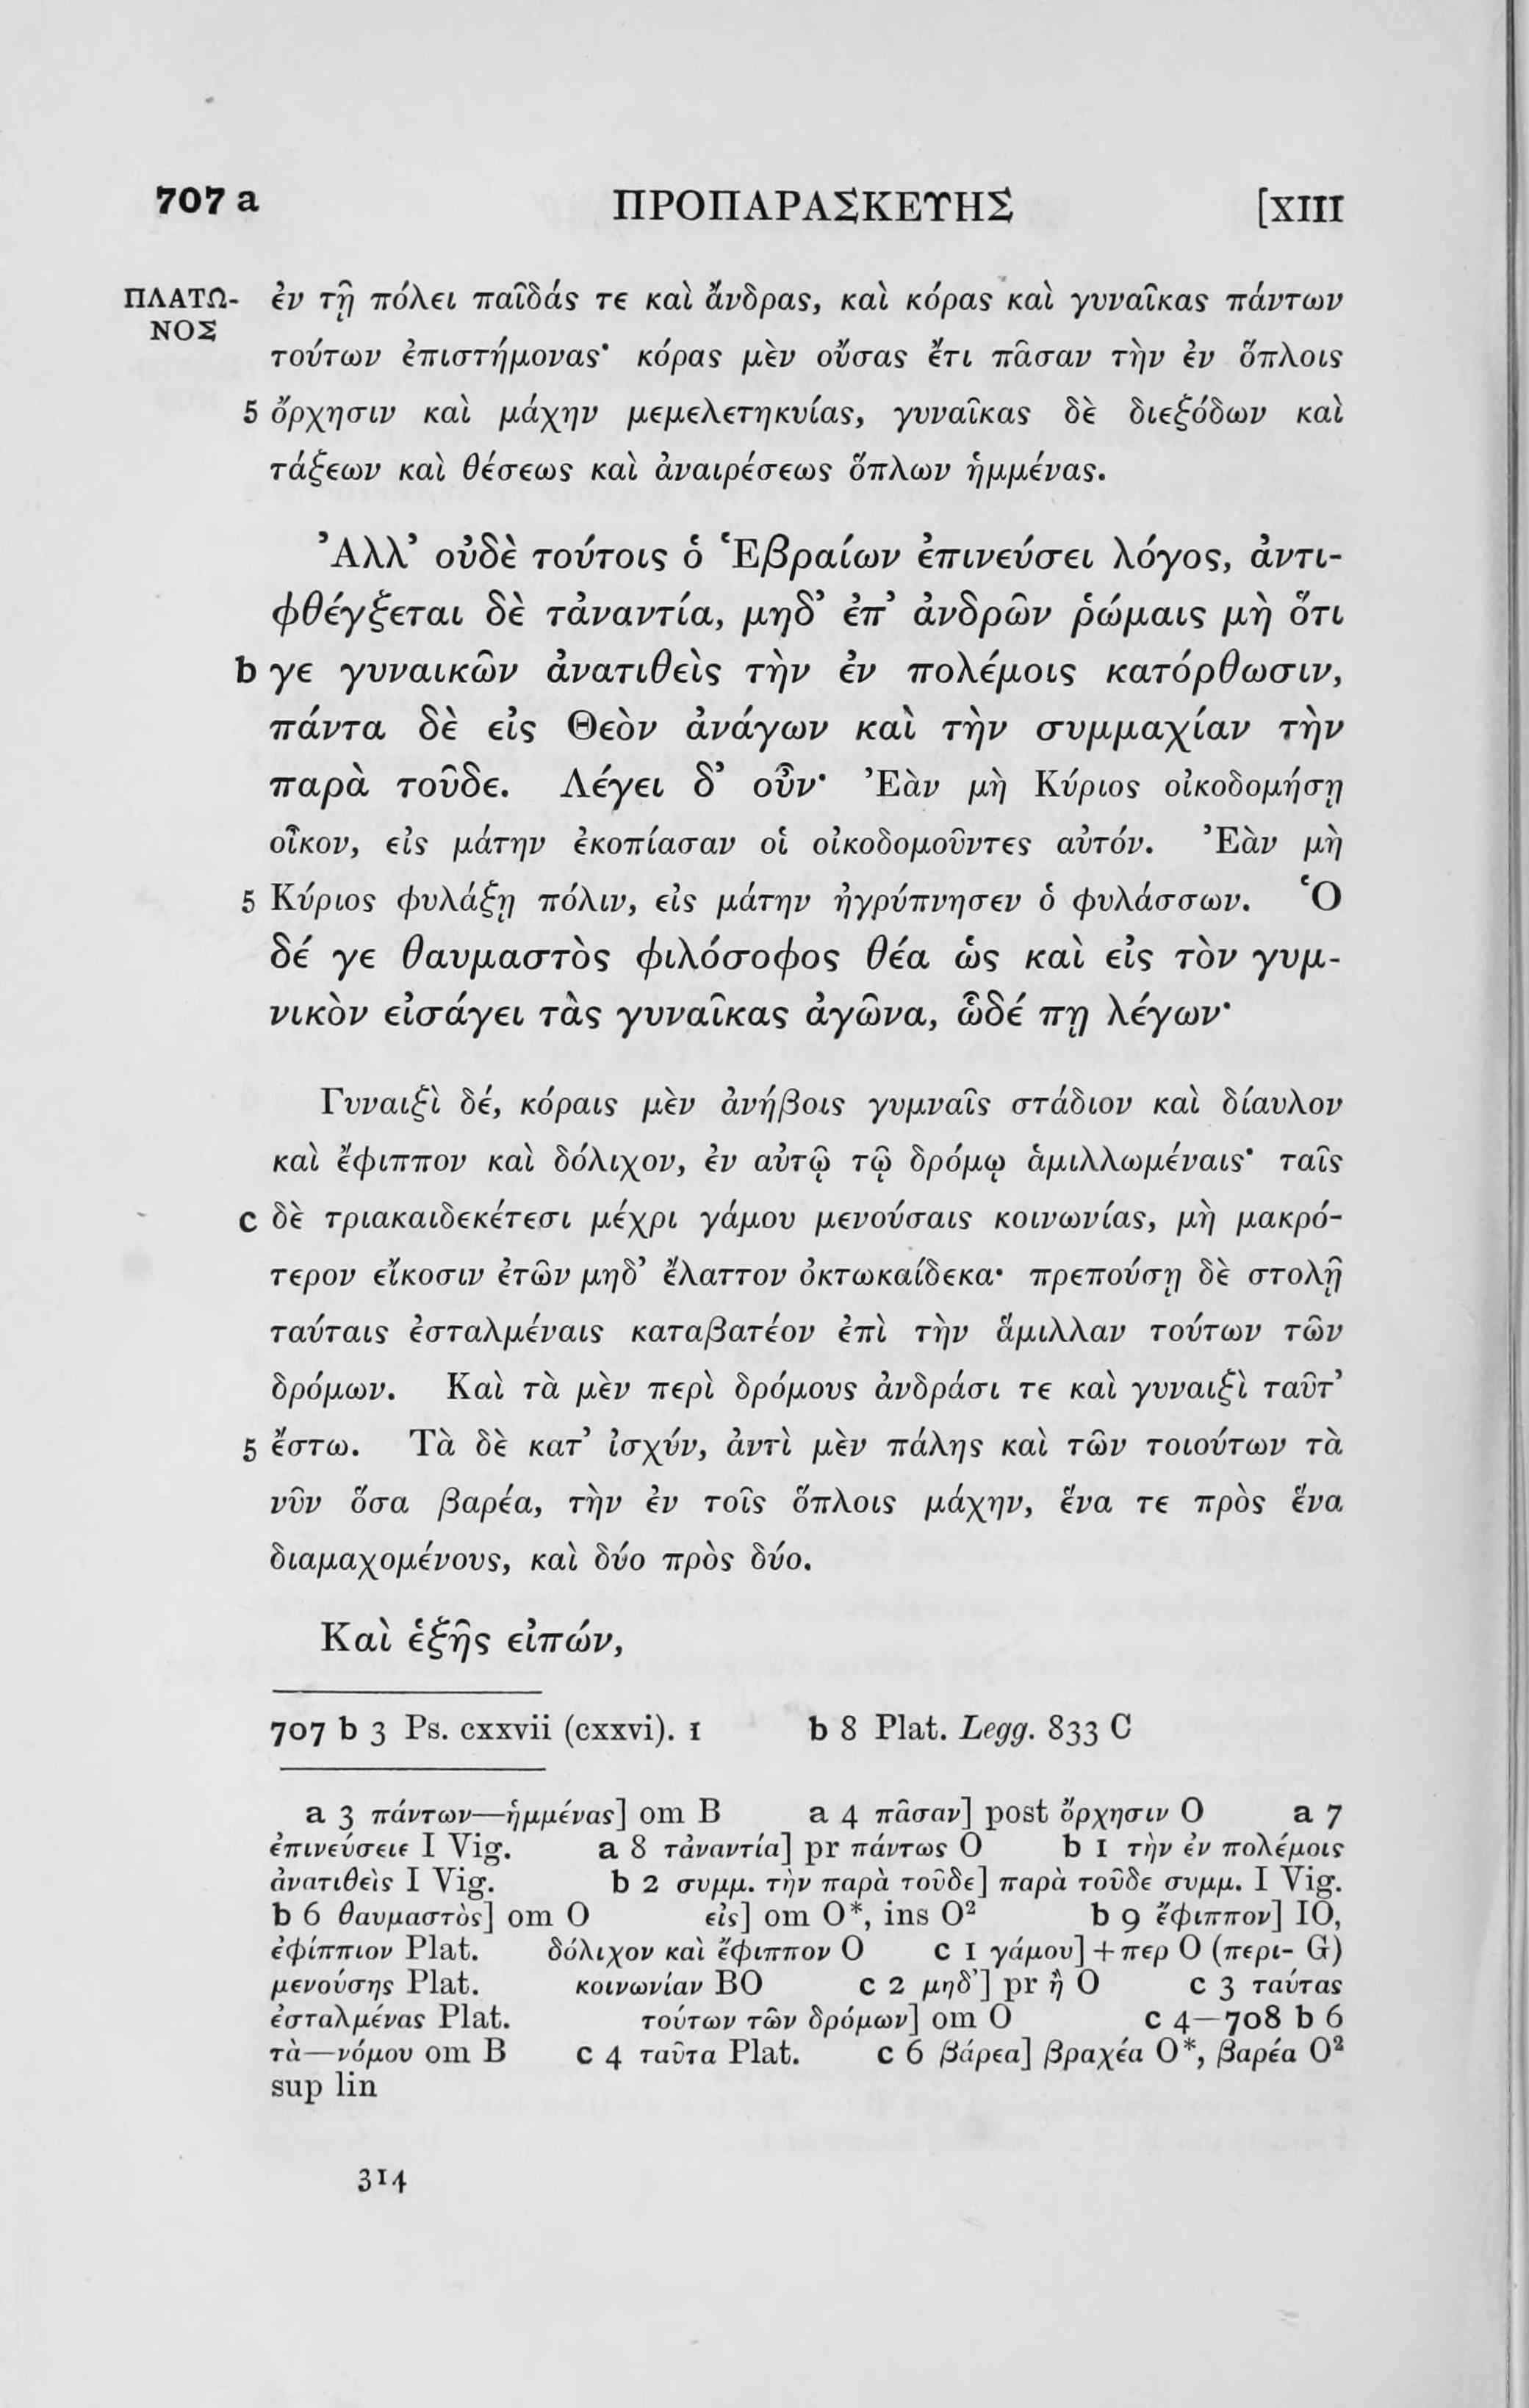 707 a ΠΡΟΠΑΡΑΣΚΕΥΗΣ [XIII
ΠΛΑΤΩ- ἐν τῇ πόλει παῖδάς τε καὶ ἄνδρας, καὶ κόρας καὶ γυναῖκας πάντων
ΝΟΣ
τούτων ἐπιστήμονας· κόρας μὲν οὔσας ἔτι πᾶσαν τὴν ἐν ὅπλοις
5 ὄρχησιν καὶ μάχην μεμελετηκυίας, γυναῖκας δὲ διεξόδων καὶ
τάξεων καὶ θέσεως καὶ ἀναιρέσεως ὅπλων ἡμμένας.
Ἀλλ’ οὐδὲ τούτοις ὁ Ἑβραίων ἐπινεύσει λόγος, ἀντι-
φθέγξεται δὲ τἀναντία, μηδ’ ἐπ’ ἀνδρῶν ῥώμαις μὴ ὅτι
b γε γυναικῶν ἀνατιθεὶς τὴν ἐν πολέμοις κατόρθωσιν,
πάντα δὲ εἰς Θεὸν ἀνάγων καὶ τὴν συμμαχίαν τὴν
παρὰ τοῦδε. Λέγει δ’ οὖν· Ἐὰν μὴ Κύριος οἰκοδομήσῃ
οἶκον, εἰς μάτην ἐκοπίασαν οἱ οἰκοδομοῦντες αὐτόν. Ἐὰν μὴ
5 Κύριος φυλάξῃ πόλιν, εἰς μάτην ἠγρύπνησεν ὁ φυλάσσων. Ὁ
δέ γε θαυμαστὸς φιλόσοφος θέα ὡς καὶ εἰς τὸν γυμ-
νικὸν εἰσάγει τὰς γυναῖκας ἀγῶνα, ὧδέ πῃ λέγων·
Γυναιξὶ δέ, κόραις μὲν ἀνήβοις γυμναῖς στάδιον καὶ δίαυλον
καὶ ἔφιππον καὶ δόλιχον, ἐν αὐτῷ τῷ δρόμῳ ἁμιλλωμέναις· ταῖς
c δὲ τριακαιδεκέτεσι μέχρι γάμου μενούσαις κοινωνίας, μὴ μακρό-
τερον εἴκοσιν ἐτῶν μηδ’ ἔλαττον ὀκτωκαίδεκα· πρεπούσῃ δὲ στολῇ
ταύταις ἐσταλμέναις καταβατέον ἐπὶ τὴν ἅμιλλαν τούτων τῶν
δρόμων. Καὶ τὰ μὲν περὶ δρόμους ἀνδράσι τε καὶ γυναιξὶ ταῦτ’
5 ἔστω. Τὰ δὲ κατ’ ἰσχύν, ἀντὶ μὲν πάλης καὶ τῶν τοιούτων τὰ
νῦν ὅσα βαρέα, τὴν ἐν τοῖς ὅπλοις μάχην, ἕνα τε πρὸς ἕνα
διαμαχομένους, καὶ δύο πρὸς δύο.
Καὶ ἑξῆς εἰπών,
707 b 3 Ps. cxxvii (cxxvi). 1 b 8 Plat. Legg. 833 C
a 3 πάντων—ἡμμένας] om B a 4 πᾶσαν] post ὄρχησιν O a 7
ἐπινεύσειε I Vig. a 8 τἀναντία] pr πάντως O b 1 τὴν ἐν πολέμοις
ἀνατιθεὶς I Vig. b 2 συμμ. τὴν παρὰ τοῦδε] παρὰ τοῦδε συμμ. I Vig.
b 6 θαυμαστὸς] om O εἰς] om O*, ins O² b 9 ἔφιππον] IO,
ἐφίππιον Plat. δόλιχον καὶ ἔφιππον O c 1 γάμου] +περ O (περι- G)
μενούσης Plat. κοινωνίαν BO c 2 μηδ’] pr ἢ O c 3 ταύτας
ἐσταλμένας Plat. τούτων τῶν δρόμων] om O c 4—708 b 6
τὰ—νόμου om B c 4 ταῦτα Plat. c 6 βάρεα] βραχέα O*, βαρέα O²
sup lin
314